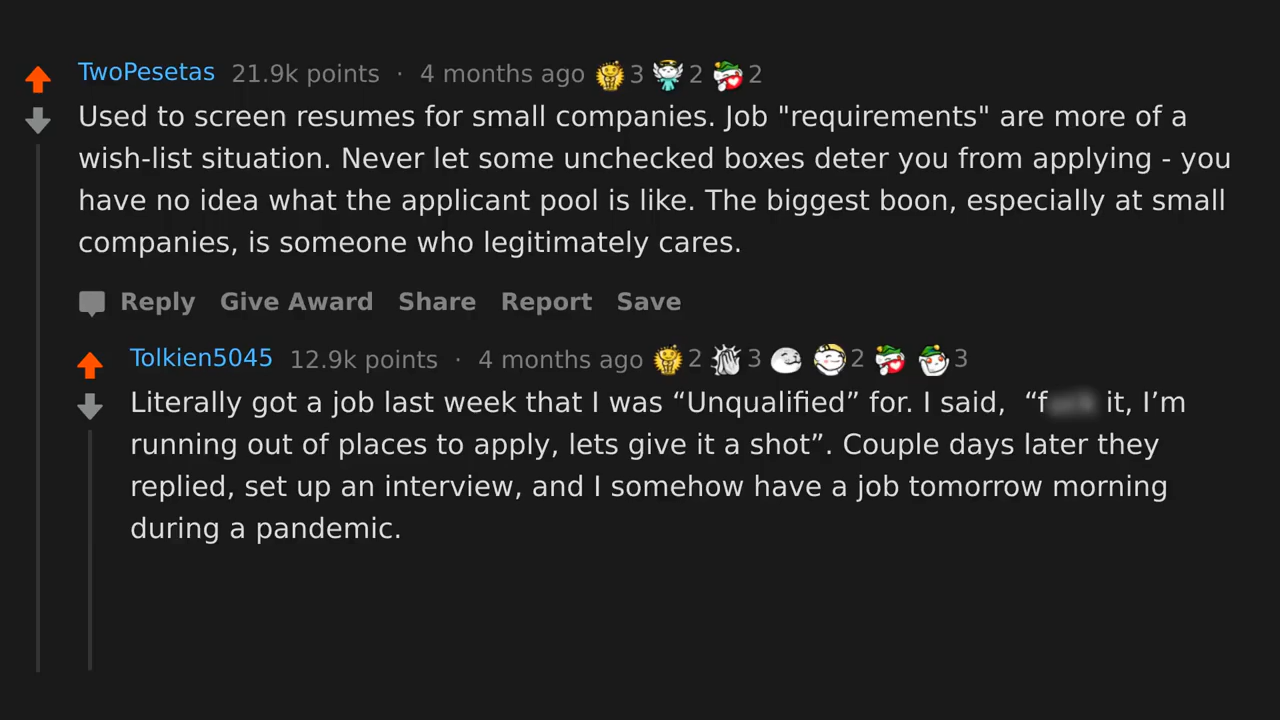 TwoPesetas 21.9k points · 4 months ago 3 2 2
Used to screen resumes for small companies. Job "requirements" are more of a
wish-list situation. Never let some unchecked boxes deter you from applying - you
have no idea what the applicant pool is like. The biggest boon, especially at small
companies, is someone who legitimately cares.
Reply Give Award Share Report Save
Tolkien5045 12.9k points · 4 months ago 2 3 2 3
Literally got a job last week that I was “Unqualified” for. I said, “f it, I’m
running out of places to apply, lets give it a shot”. Couple days later they
replied, set up an interview, and I somehow have a job tomorrow morning
during a pandemic.